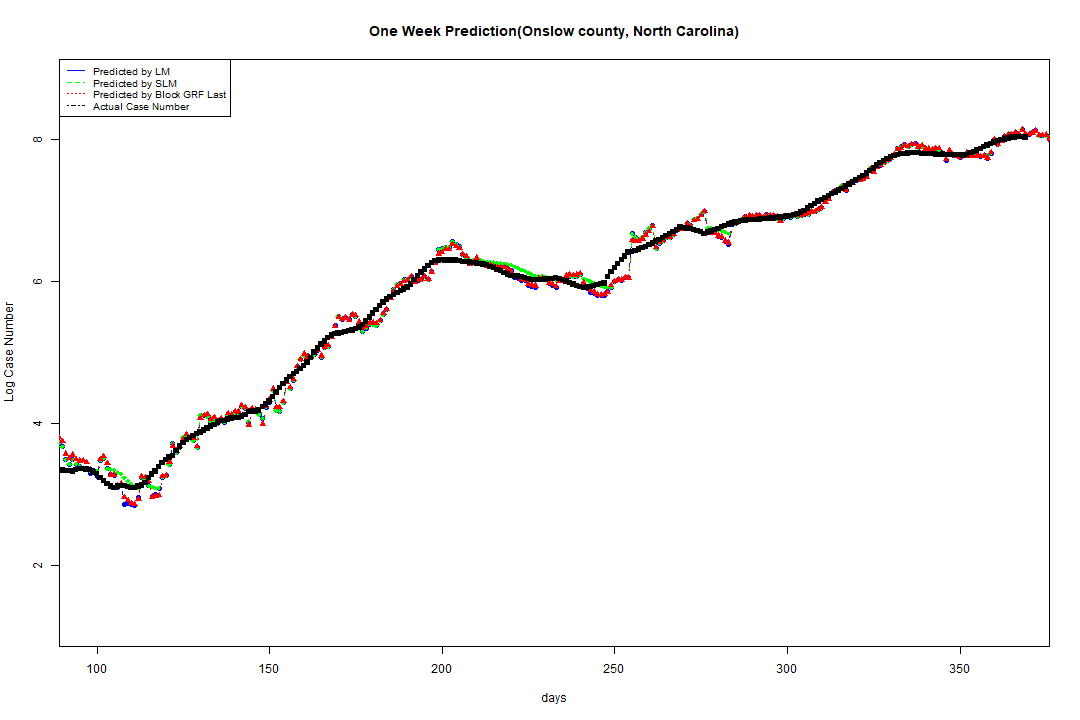 One Week Prediction(Onslow county, North Carolina)
Predicted by LM
Predicted by SLM
Predicted by Block GRF Last
Actual Case Number
8
6
4
2
Log Case Number
100 150 200 250 300 350
days